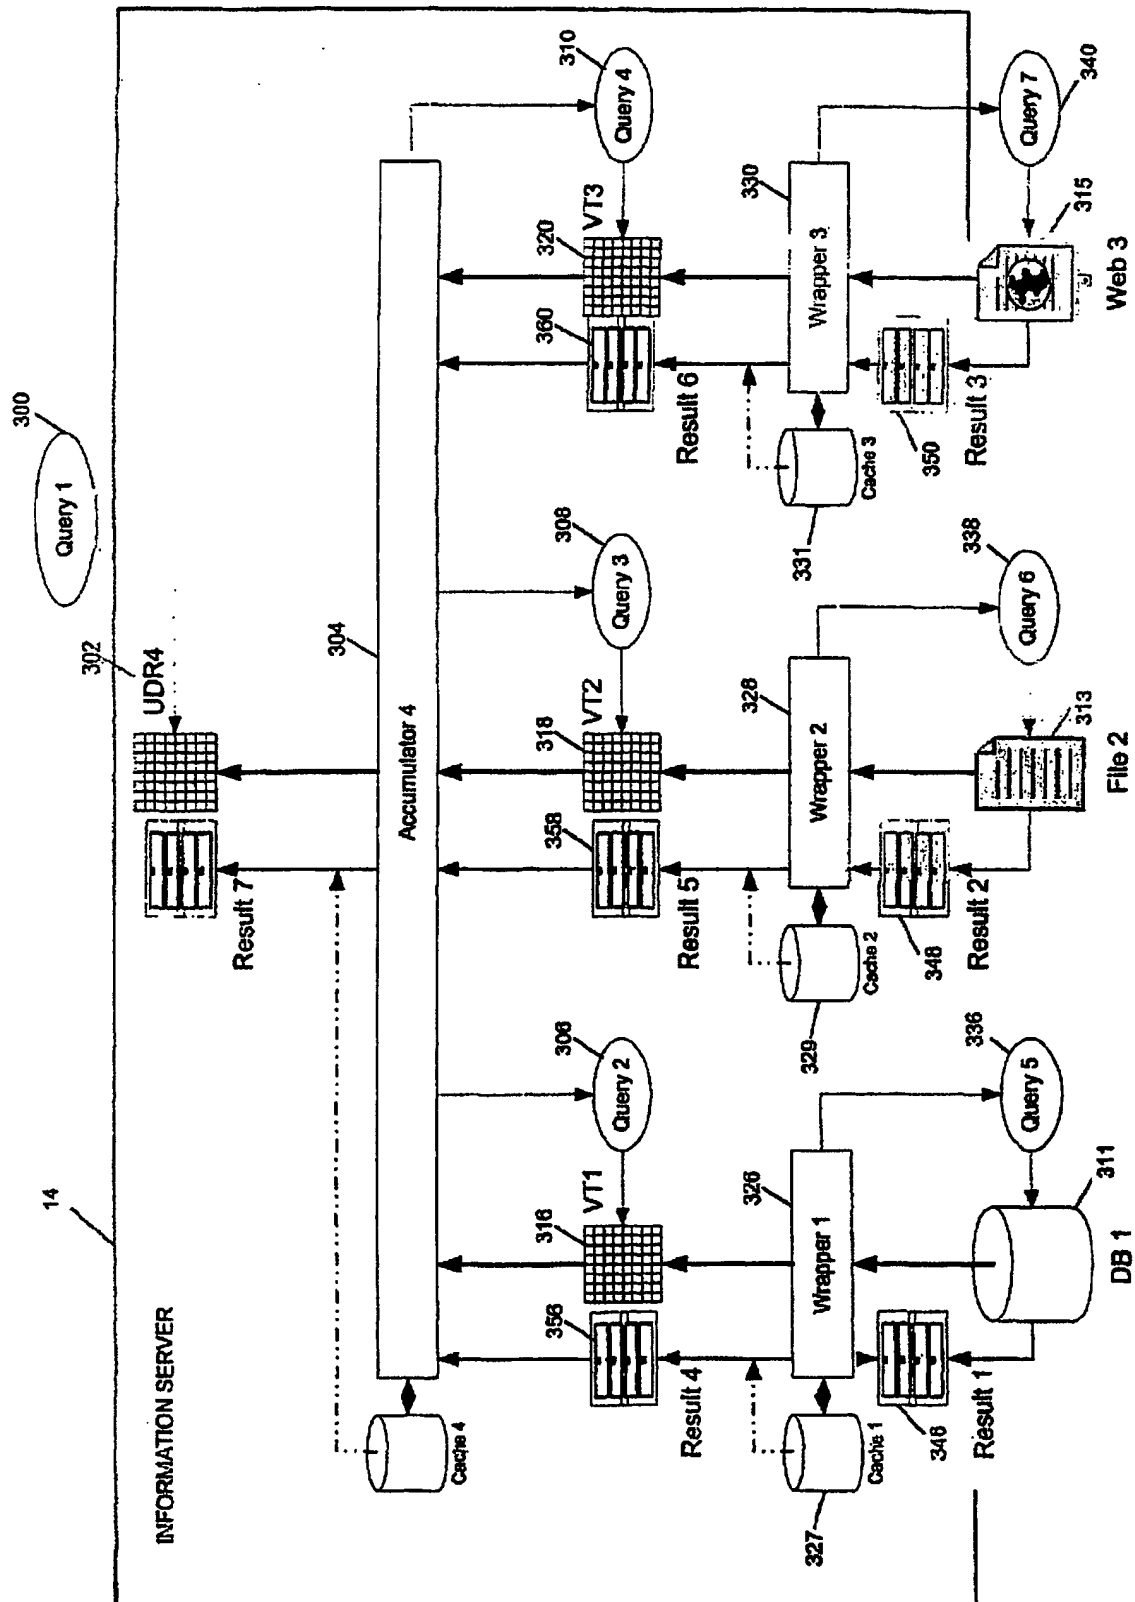 INFORMATION SERVER
14
300
Query 1
302
UDR4
Result 7
304
Accumulator 4
Cache 4
306
Query 2
VT1
316
356
Result 4
308
Query 3
VT2
318
358
Result 5
310
Query 4
VT3
320
360
Result 6
326
Wrapper 1
Cache 1
327
328
Wrapper 2
Cache 2
329
330
Wrapper 3
Cache 3
331
336
Query 5
311
DB 1
346
Result 1
338
Query 6
313
File 2
348
Result 2
340
Query 7
315
Web 3
350
Result 3